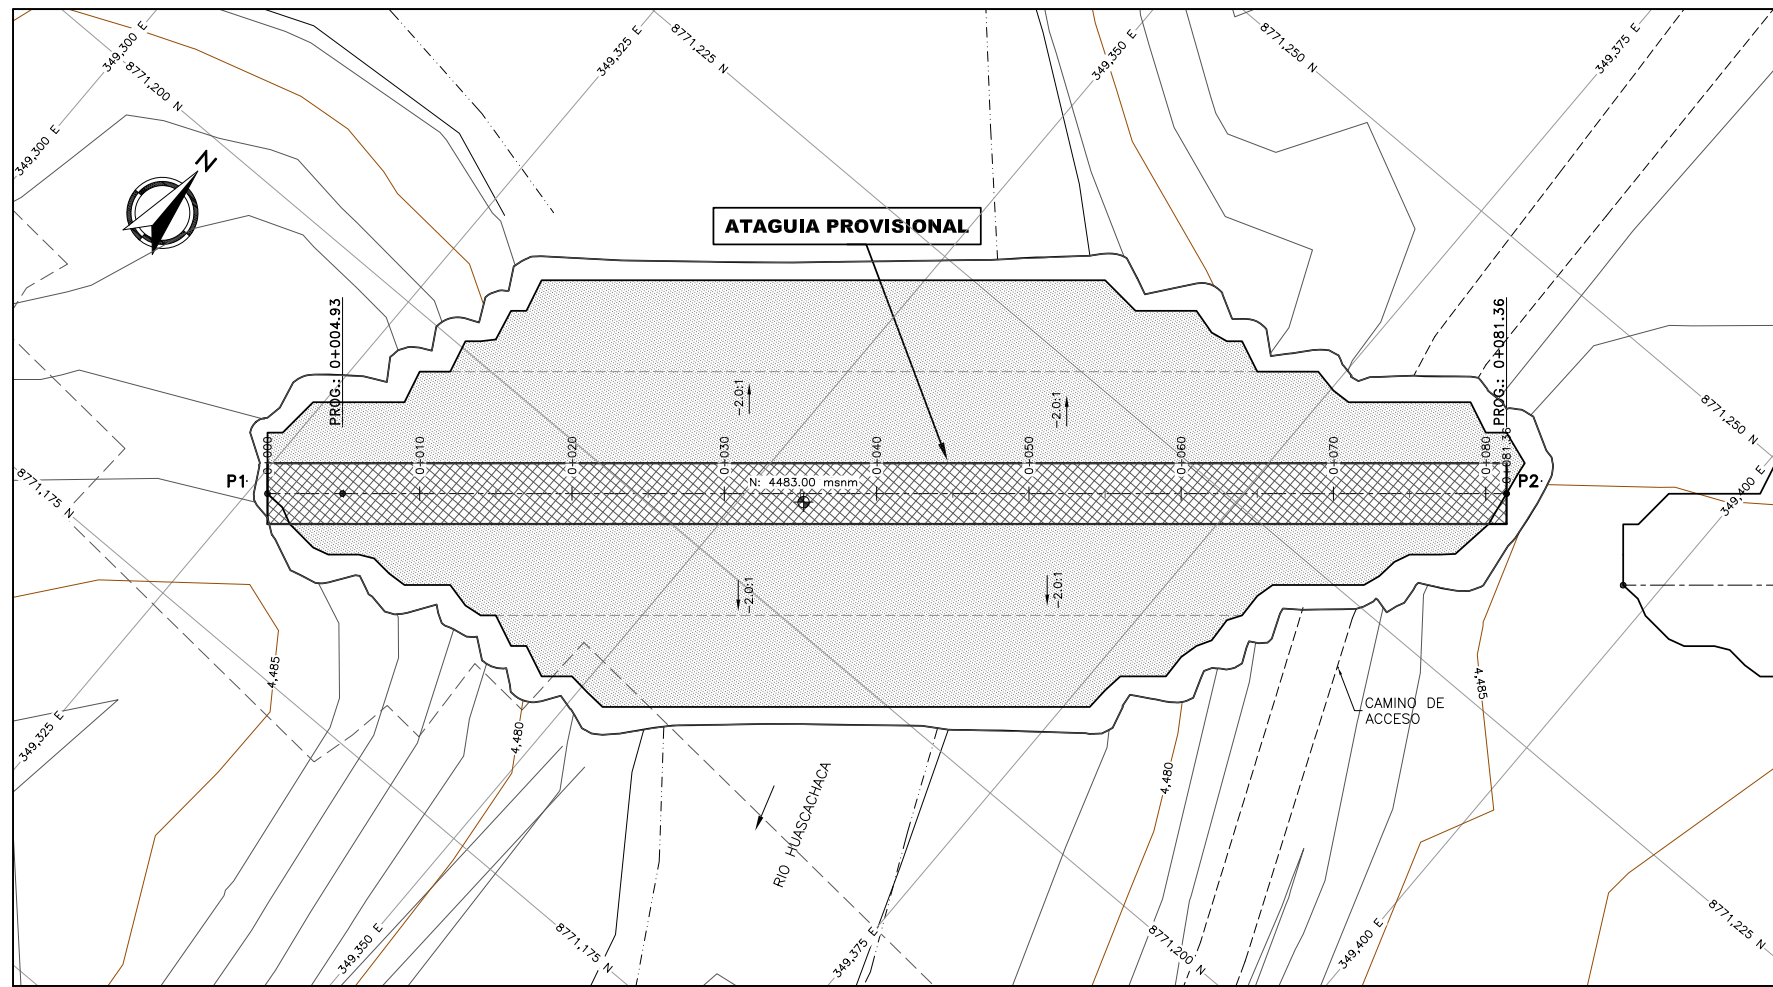 349,300 E
8771,200 N
349,300 E
349,325 E
8771,225 N
349,350 E
8771,250 N
349,375 E
N
ATAGUIA PROVISIONAL
PROG.: 0+004.93
PROG.: 0+081.36
-2.0:1
-2.0:1
8771,250 N
0+000
0+010
0+020
0+030
0+040
0+050
0+060
0+070
0+080
0+081.36
P1
N: 4483.00 msnm
P2
8771,175 N
349,400 E
-2.0:1
-2.0:1
4,485
4,485
349,325 E
4,480
CAMINO DE
ACCESO
4,480
RIO HUASCACHACA
349,350 E
8771,175 N
349,375 E
8771,200 N
349,400 E
8771,225 N